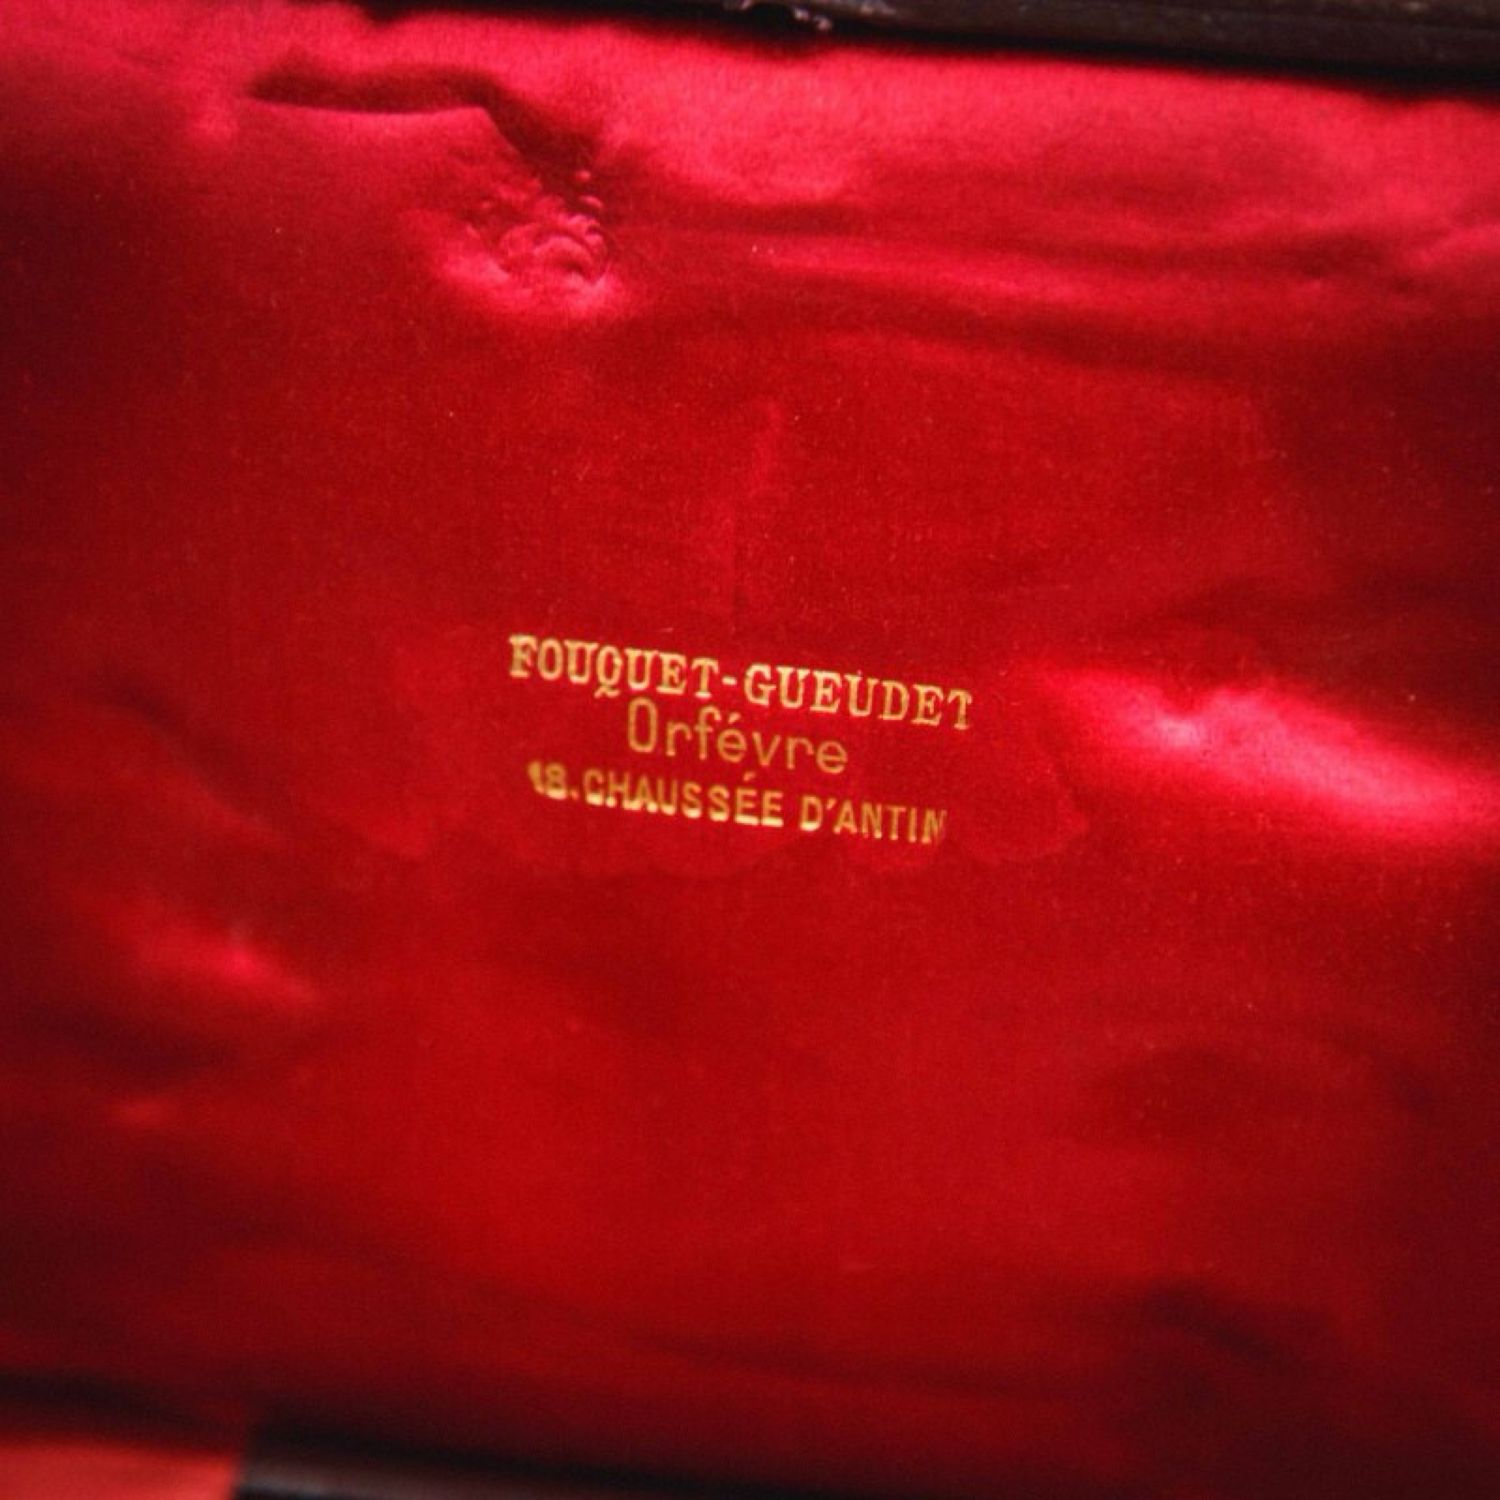 FOUQUET-GUEUDET
Orfévre
18. CHAUSSÉE D'ANTIN